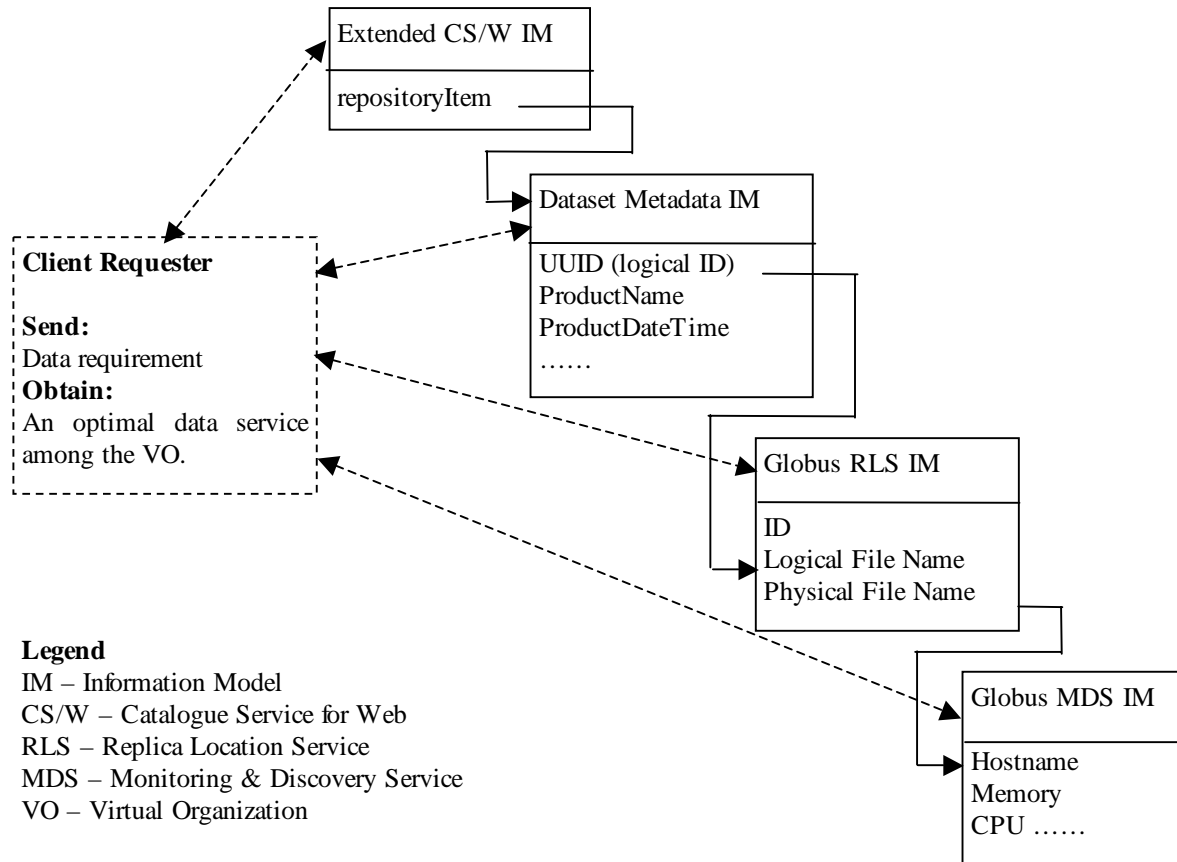 Extended CS/W IM
repositoryItem
Dataset Metadata IM
UUID (logical ID)
ProductName
ProductDateTime
……
Client Requester
Send:
Data requirement
Obtain:
An optimal data service
among the VO.
Globus RLS IM
ID
Logical File Name
Physical File Name
Globus MDS IM
Hostname
Memory
CPU ……
Legend
IM – Information Model
CS/W – Catalogue Service for Web
RLS – Replica Location Service
MDS – Monitoring & Discovery Service
VO – Virtual Organization